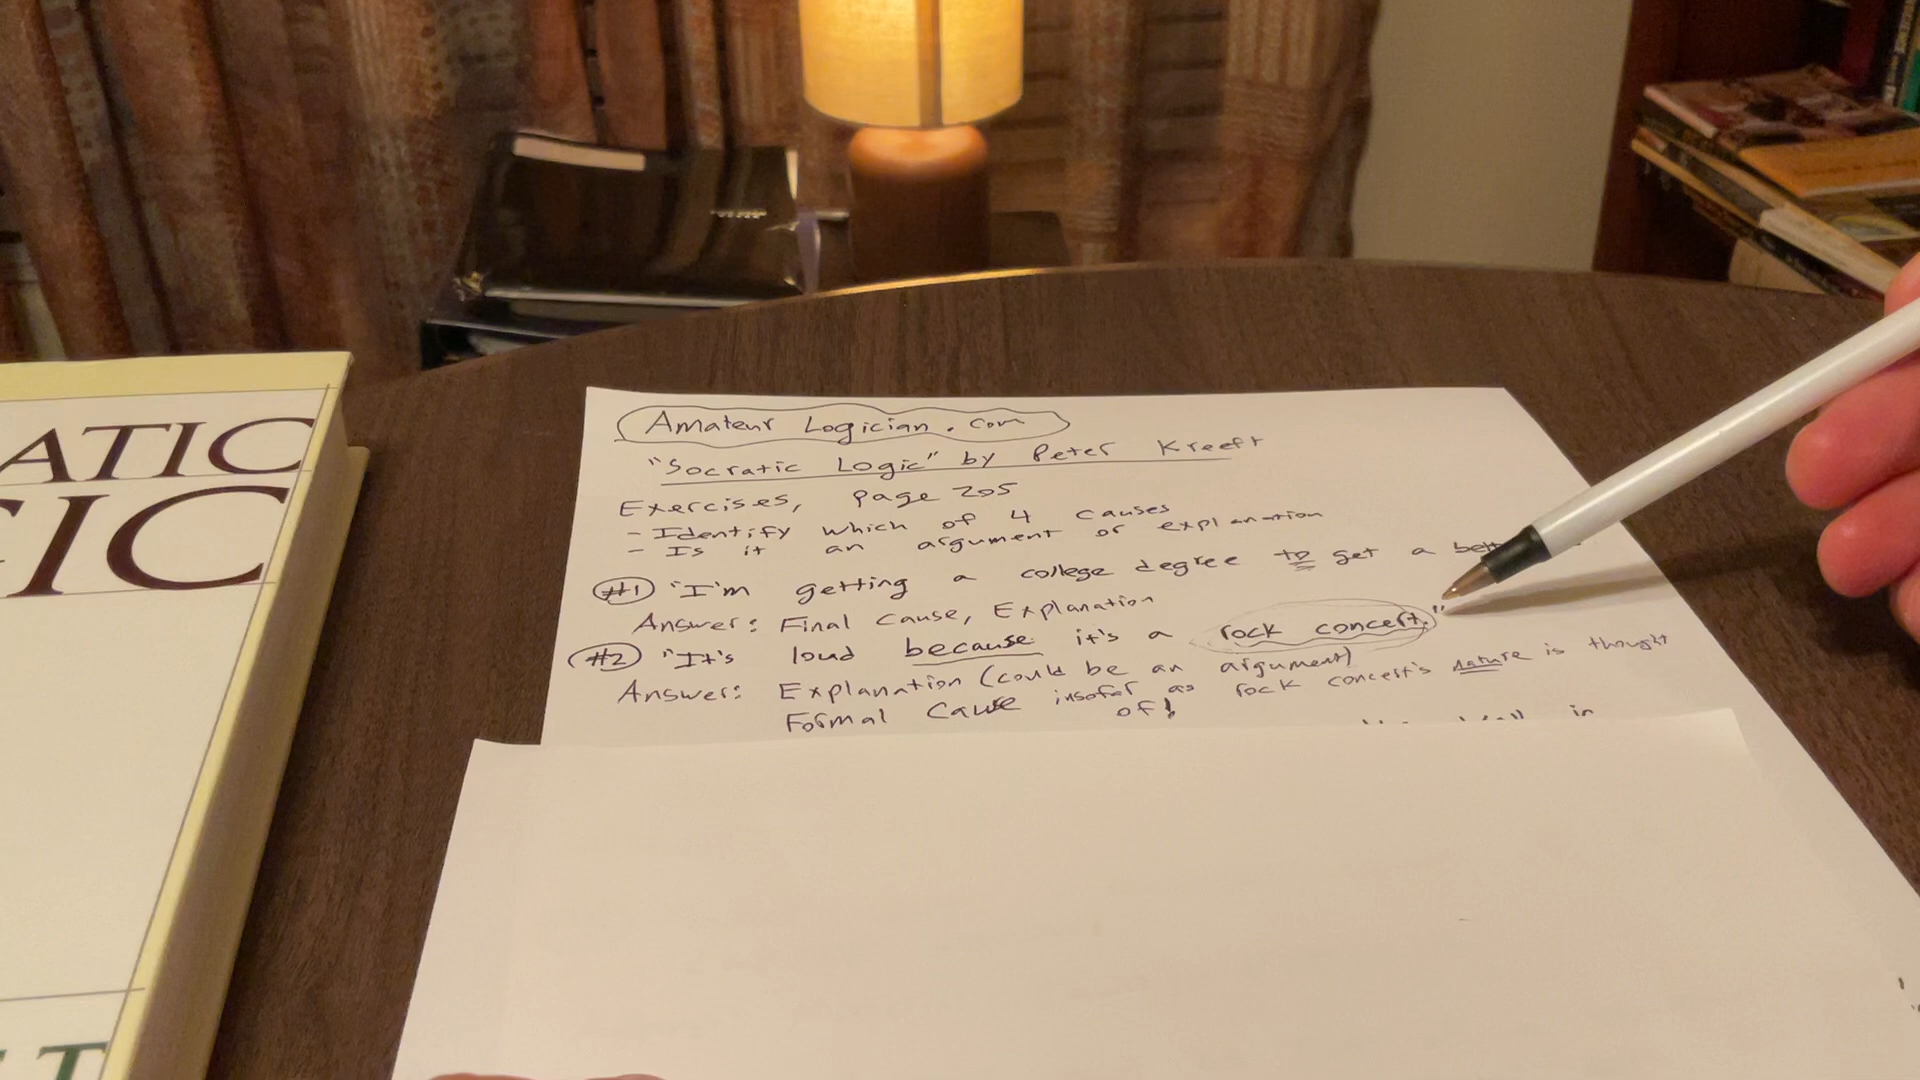 ATIC
GIC
T
Amateur Logician.com
"Socratic Logic" by Peter Kreeft
Exercises, page 205
- Identify which of 4 causes
- Is it an argument or explanation
#1 "I'm getting a college degree to get a
Answer: Final Cause, Explanation
#2 "It's loud because it's a rock concert."
Answer: Explanation (could be an argument)
Formal Cause insofar as rock concert's nature is thought
of!
in